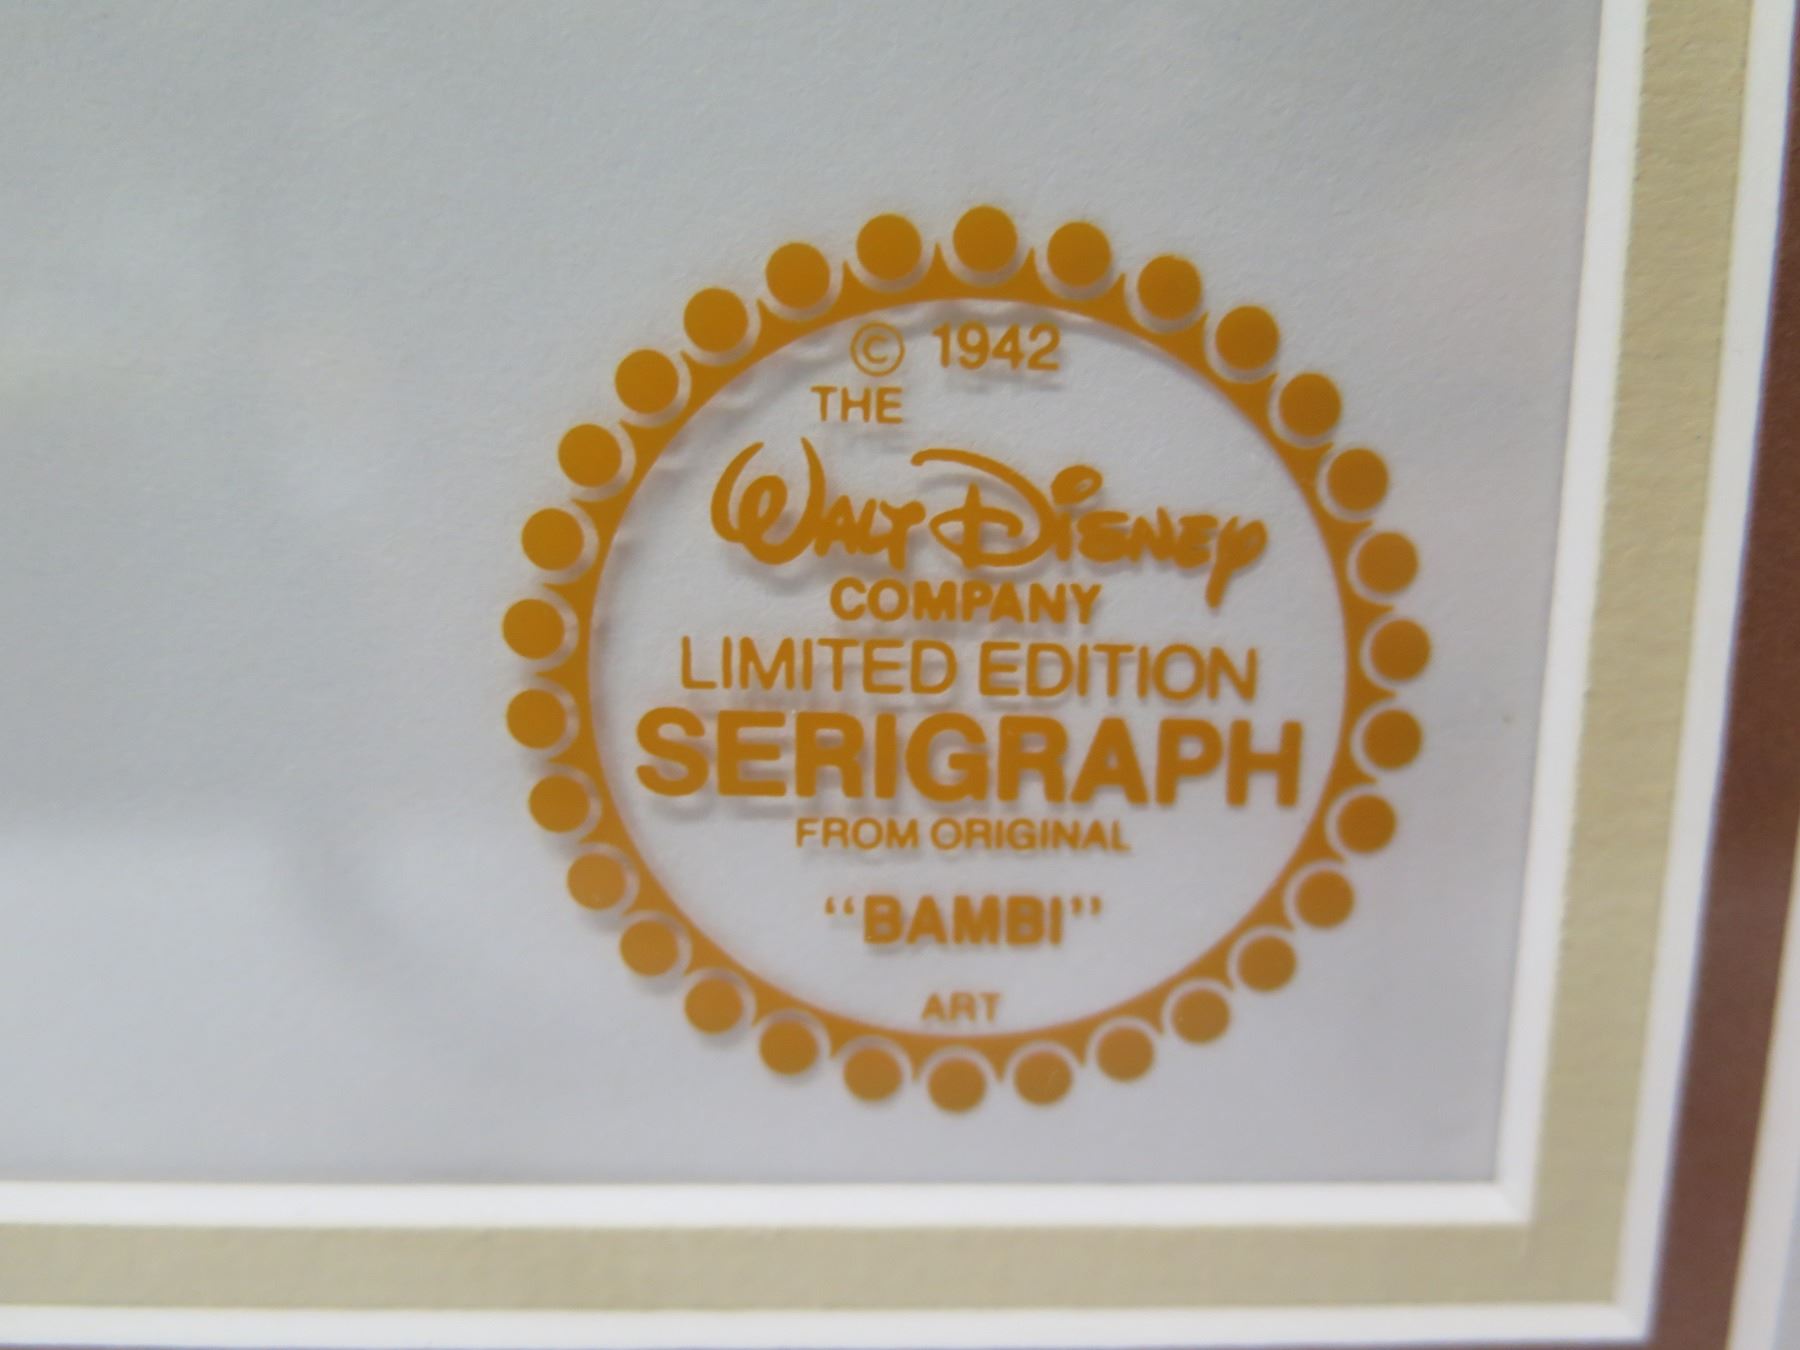 © 1942
THE
WALT DISNEY
COMPANY
LIMITED EDITION
SERIGRAPH
FROM ORIGINAL
“BAMBI”
ART